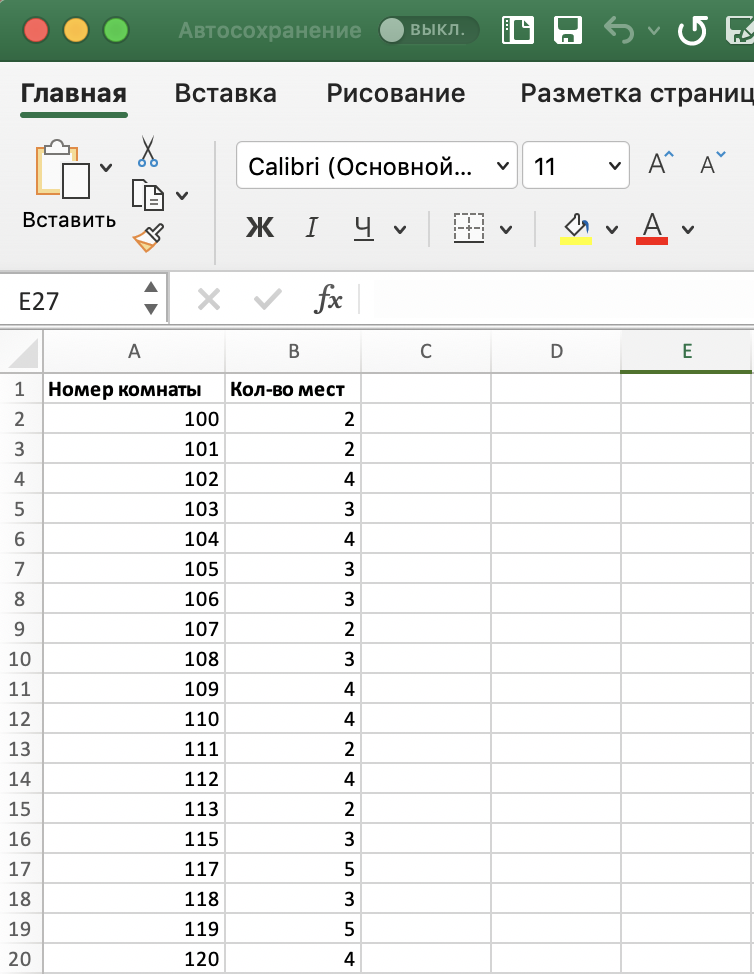 Автосохранение ВЫКЛ.
Главная Вставка Рисование Разметка страниц
Вставить
Calibri (Основной... 11 A A
Ж I Ч A
E27 fx
A B C D E
1 Номер комнаты Кол-во мест
2 100 2
3 101 2
4 102 4
5 103 3
6 104 4
7 105 3
8 106 3
9 107 2
10 108 3
11 109 4
12 110 4
13 111 2
14 112 4
15 113 2
16 115 3
17 117 5
18 118 3
19 119 5
20 120 4